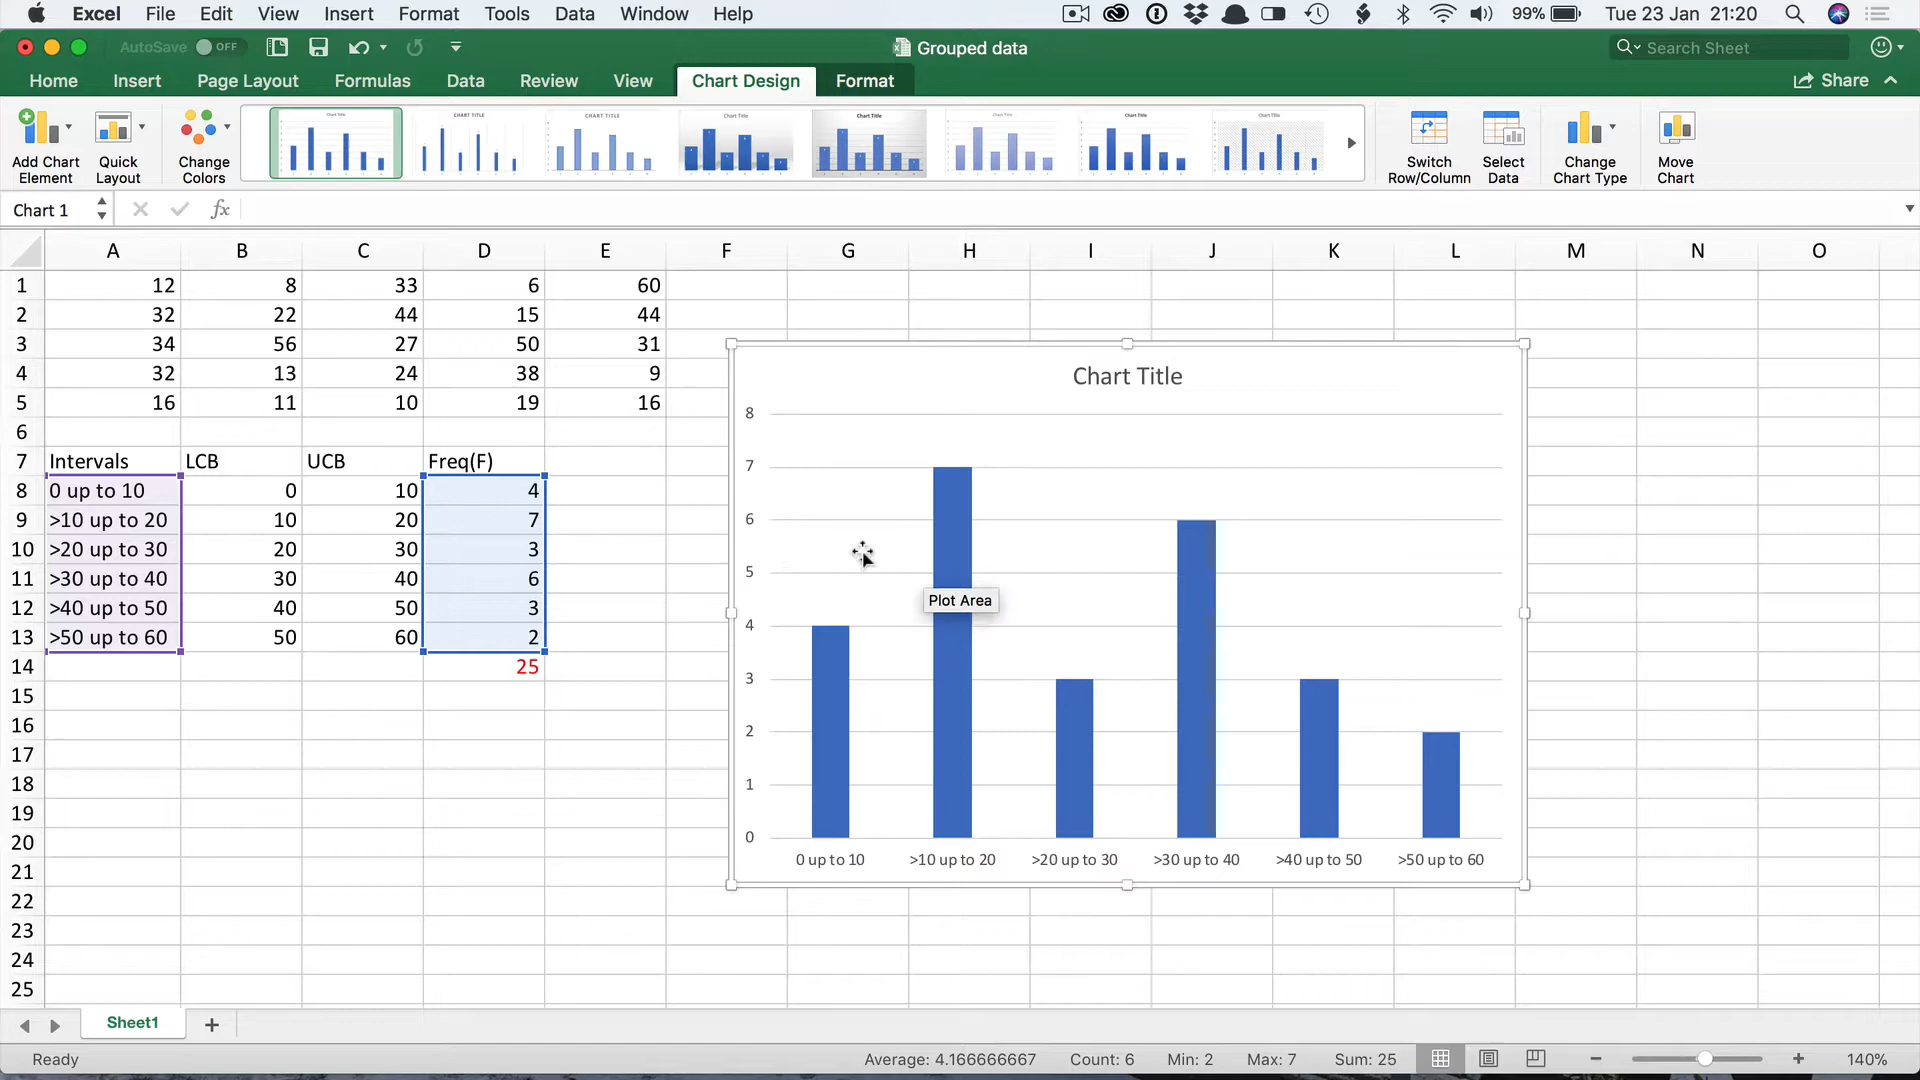 Excel File Edit View Insert Format Tools Data Window Help 99% Tue 23 Jan 21:20
AutoSave OFF Grouped data Search Sheet
Home Insert Page Layout Formulas Data Review View Chart Design Format Share
Add Chart Element Quick Layout Change Colors Switch Row/Column Select Data Change Chart Type Move Chart
Chart 1 fx
A B C D E F G H I J K L M N O
1 12 8 33 6 60
2 32 22 44 15 44
3 34 56 27 50 31
4 32 13 24 38 9
5 16 11 10 19 16
6
7 Intervals LCB UCB Freq(F)
8 0 up to 10 0 10 4
9 >10 up to 20 10 20 7
10 >20 up to 30 20 30 3
11 >30 up to 40 30 40 6
12 >40 up to 50 40 50 3
13 >50 up to 60 50 60 2
14 25
15
16
17
18
19
20
21
22
23
24
25
Chart Title
8
7
6
5
4
3
2
1
0
Plot Area
0 up to 10 >10 up to 20 >20 up to 30 >30 up to 40 >40 up to 50 >50 up to 60
Sheet1
Ready Average: 4.166666667 Count: 6 Min: 2 Max: 7 Sum: 25 140%